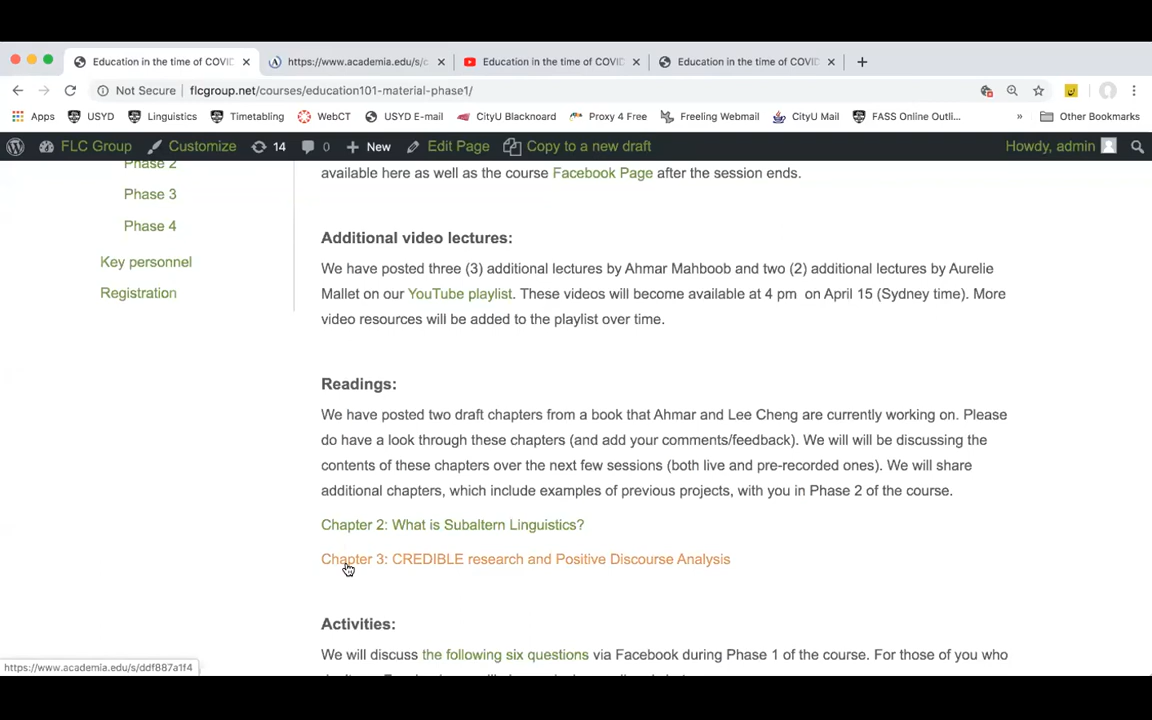 Education in the time of COVID
https://www.academia.edu/s/c
Education in the time of COVID
Education in the time of COVID
Not Secure
flcgroup.net/courses/education101-material-phase1/
Apps
USYD
Linguistics
Timetabling
WebCT
USYD E-mail
CityU Blacknoard
Proxy 4 Free
Freeling Webmail
CityU Mail
FASS Online Outli...
»
Other Bookmarks
FLC Group
Customize
14
0
New
Edit Page
Copy to a new draft
Howdy, admin
Phase 2
Phase 3
Phase 4
Key personnel
Registration
available here as well as the course Facebook Page after the session ends.
Additional video lectures:
We have posted three (3) additional lectures by Ahmar Mahboob and two (2) additional lectures by Aurelie
Mallet on our YouTube playlist. These videos will become available at 4 pm on April 15 (Sydney time). More
video resources will be added to the playlist over time.
Readings:
We have posted two draft chapters from a book that Ahmar and Lee Cheng are currently working on. Please
do have a look through these chapters (and add your comments/feedback). We will will be discussing the
contents of these chapters over the next few sessions (both live and pre-recorded ones). We will share
additional chapters, which include examples of previous projects, with you in Phase 2 of the course.
Chapter 2: What is Subaltern Linguistics?
Chapter 3: CREDIBLE research and Positive Discourse Analysis
Activities:
We will discuss the following six questions via Facebook during Phase 1 of the course. For those of you who
https://www.academia.edu/s/ddf887a1f4